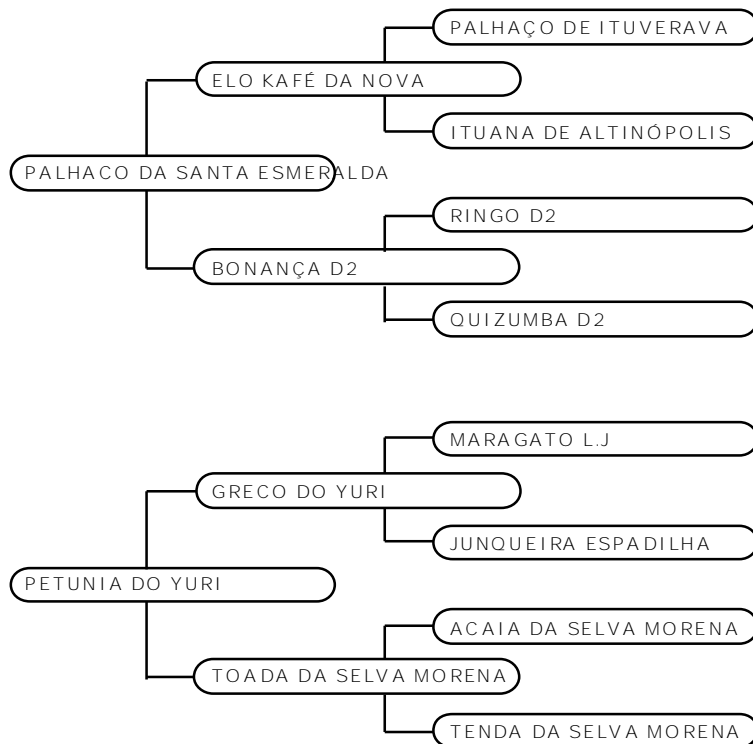 PALHAÇO DE ITUVERAVA
ELO KAFÉ DA NOVA
ITUANA DE ALTINÓPOLIS
PALHACO DA SANTA ESMERALDA
RINGO D2
BONANÇA D2
QUIZUMBA D2
MARAGATO L.J
GRECO DO YURI
JUNQUEIRA ESPADILHA
PETUNIA DO YURI
ACAIA DA SELVA MORENA
TOADA DA SELVA MORENA
TENDA DA SELVA MORENA